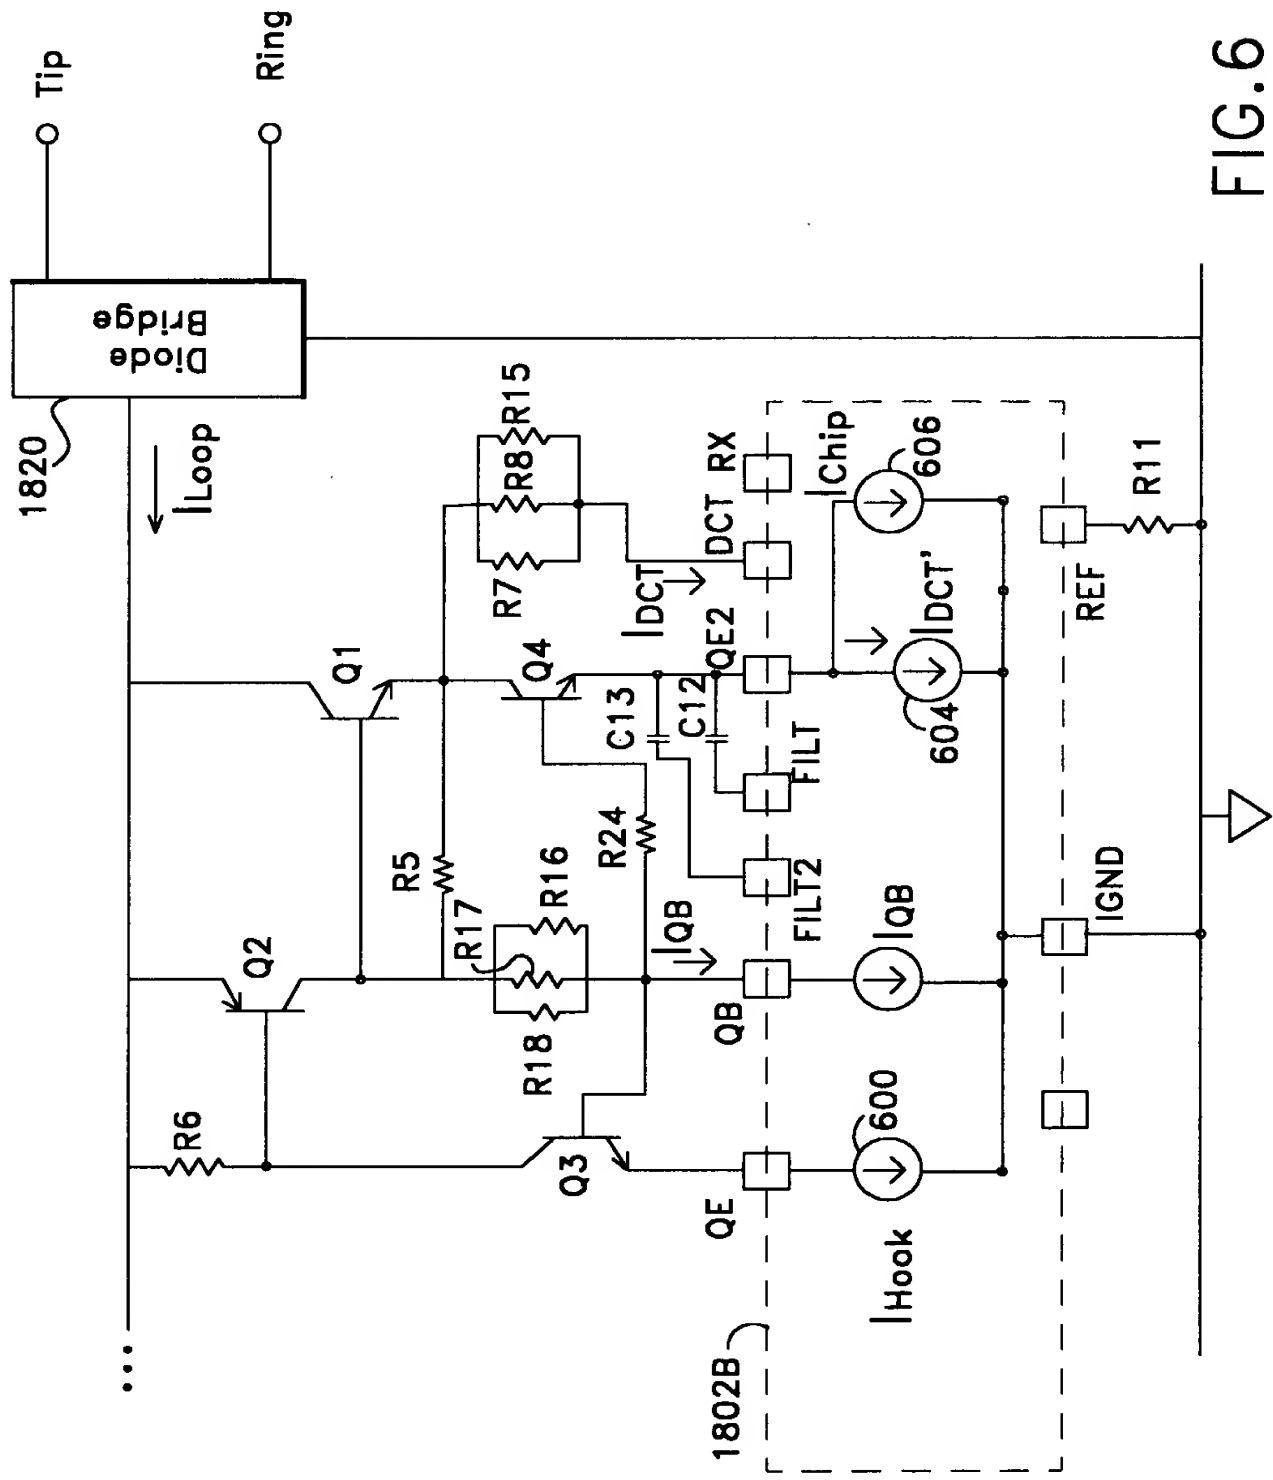 Tip
Ring
Diode
Bridge
1820
ILoop
R6
Q2
Q1
R5
R7
R8
R15
R17
R16
R18
R24
Q3
Q4
C13
C12
IQB
IDCT
QE
QB
FILT2
FILT
QE2
DCT
RX
IHook
600
IQB
604
IDCT'
IChip
606
1802B
IGND
REF
R11
FIG.6